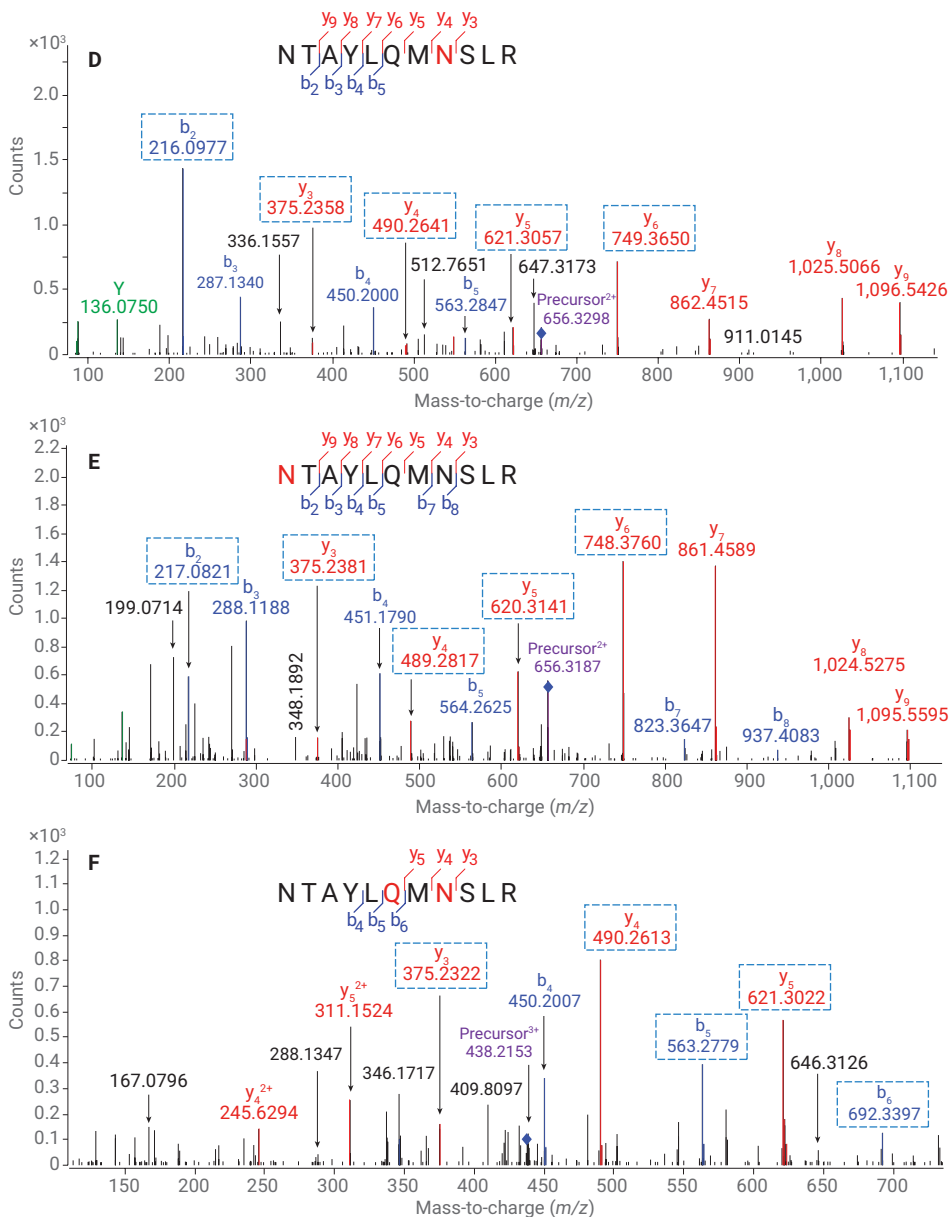 D
×10³
y₉ y₈ y₇ y₆ y₅ y₄ y₃
NTAYLQMNSLR
b₂ b₃ b₄ b₅
2.0
1.5
1.0
0.5
0
Counts
b₂
216.0977
y₃
375.2358
y₄
490.2641
y₅
621.3057
y₆
749.3650
336.1557
512.7651
647.3173
y₈
1,025.5066
y₉
1,096.5426
Y
136.0750
b₃
287.1340
b₄
450.2000
b₅
563.2847
Precursor²⁺
656.3298
y₇
862.4515
911.0145
100 200 300 400 500 600 700 800 900 1,000 1,100
Mass-to-charge (m/z)
E
×10³
y₉ y₈ y₇ y₆ y₅ y₄ y₃
NTAYLQMNSLR
b₂ b₃ b₄ b₅ b₇ b₈
2.2
2.0
1.8
1.6
1.4
1.2
1.0
0.8
0.6
0.4
0.2
0
Counts
b₂
217.0821
y₃
375.2381
y₆
748.3760
y₇
861.4589
199.0714
b₃
288.1188
b₄
451.1790
y₅
620.3141
348.1892
y₄
489.2817
Precursor²⁺
656.3187
b₅
564.2625
b₇
823.3647
b₈
937.4083
y₈
1,024.5275
y₉
1,095.5595
100 200 300 400 500 600 700 800 900 1,000 1,100
Mass-to-charge (m/z)
F
×10³
y₅ y₄ y₃
NTAYLQMNSLR
b₄ b₅ b₆
1.2
1.1
1.0
0.9
0.8
0.7
0.6
0.5
0.4
0.3
0.2
0.1
0
Counts
y₃
375.2322
y₄
490.2613
y₅
621.3022
y₅²⁺
311.1524
b₄
450.2007
Precursor³⁺
438.2153
b₅
563.2779
288.1347
346.1717
409.8097
646.3126
167.0796
y₄²⁺
245.6294
b₆
692.3397
150 200 250 300 350 400 450 500 550 600 650 700
Mass-to-charge (m/z)